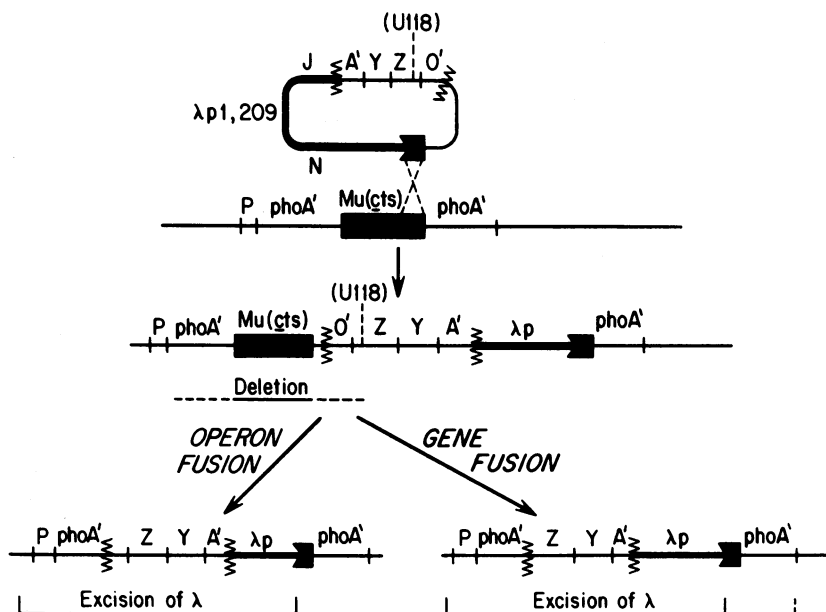 (U118)
J A' Y Z O'
λp1,209
N
P phoA' Mu(cts) phoA'
(U118)
P phoA' Mu(cts) O' Z Y A' λp phoA'
Deletion
OPERON FUSION
GENE FUSION
P phoA' Z Y A' λp phoA'
P phoA' Z Y A' λp phoA'
Excision of λ
Excision of λ